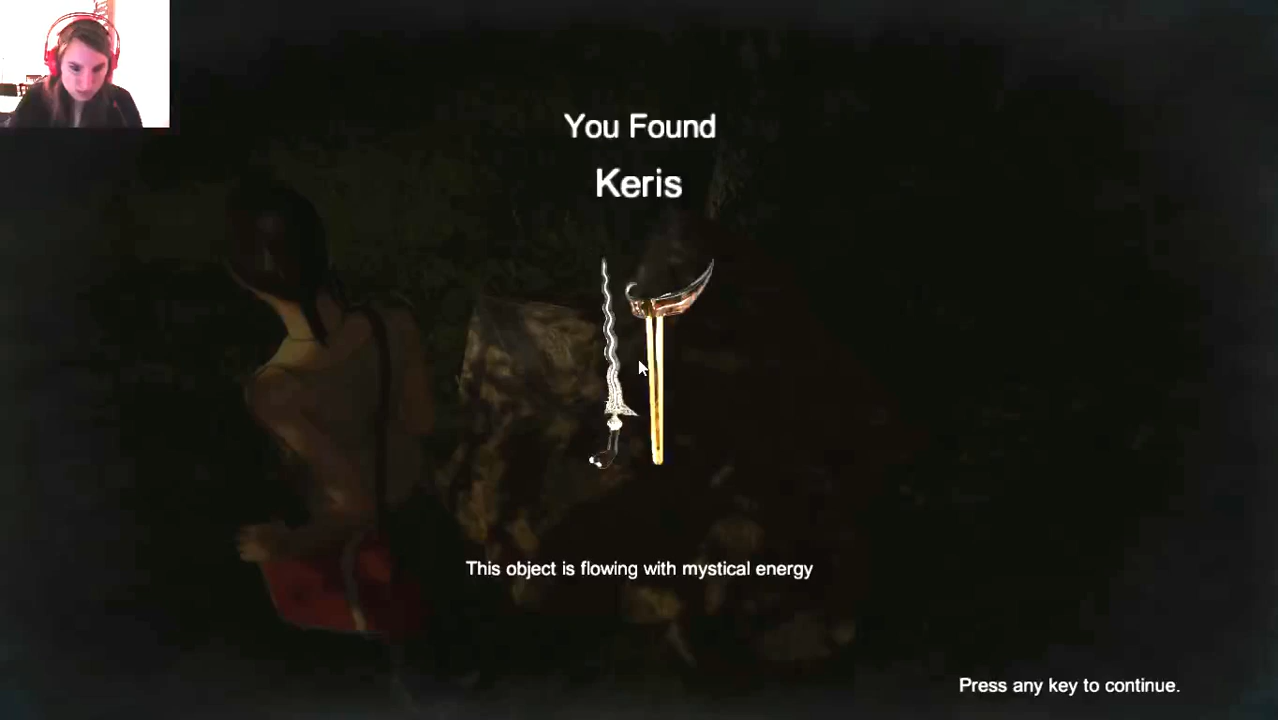 You Found
Keris
This object is flowing with mystical energy
Press any key to continue.